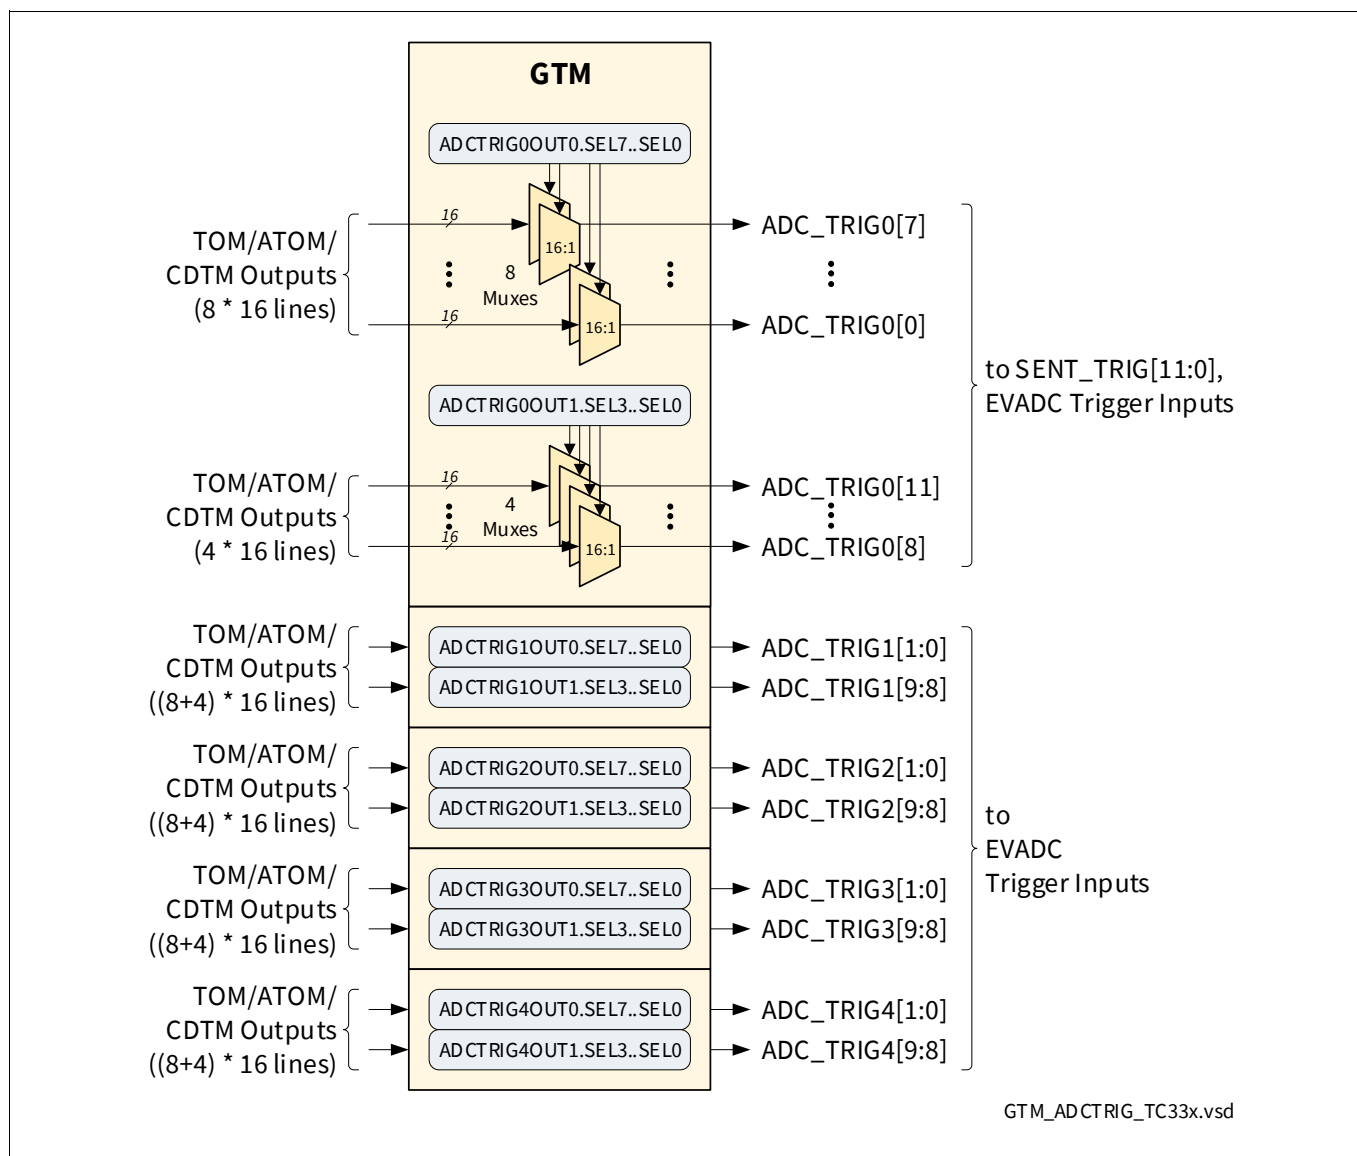 GTM
ADCTRIG0OUT0.SEL7..SEL0
TOM/ATOM/
CDTM Outputs
(8 * 16 lines)
16
16:1
8
Muxes
16
16:1
ADC_TRIG0[7]
ADC_TRIG0[0]
ADCTRIG0OUT1.SEL3..SEL0
TOM/ATOM/
CDTM Outputs
(4 * 16 lines)
16
4
Muxes
16
16:1
ADC_TRIG0[11]
ADC_TRIG0[8]
to SENT_TRIG[11:0],
EVADC Trigger Inputs
TOM/ATOM/
CDTM Outputs
((8+4) * 16 lines)
ADCTRIG1OUT0.SEL7..SEL0
ADCTRIG1OUT1.SEL3..SEL0
ADC_TRIG1[1:0]
ADC_TRIG1[9:8]
TOM/ATOM/
CDTM Outputs
((8+4) * 16 lines)
ADCTRIG2OUT0.SEL7..SEL0
ADCTRIG2OUT1.SEL3..SEL0
ADC_TRIG2[1:0]
ADC_TRIG2[9:8]
TOM/ATOM/
CDTM Outputs
((8+4) * 16 lines)
ADCTRIG3OUT0.SEL7..SEL0
ADCTRIG3OUT1.SEL3..SEL0
ADC_TRIG3[1:0]
ADC_TRIG3[9:8]
TOM/ATOM/
CDTM Outputs
((8+4) * 16 lines)
ADCTRIG4OUT0.SEL7..SEL0
ADCTRIG4OUT1.SEL3..SEL0
ADC_TRIG4[1:0]
ADC_TRIG4[9:8]
to
EVADC
Trigger Inputs
GTM_ADCTRIG_TC33x.vsd